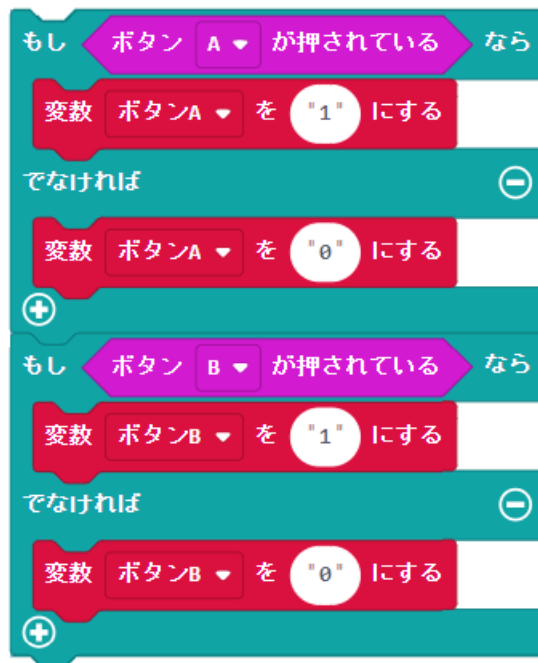 もし ボタン A が押されている なら
変数 ボタンA を "1" にする
でなければ
変数 ボタンA を "0" にする
もし ボタン B が押されている なら
変数 ボタンB を "1" にする
でなければ
変数 ボタンB を "0" にする